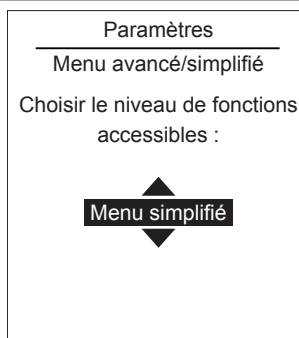 Paramètres
Menu avancé/simplifié
Choisir le niveau de fonctions
accessibles :
Menu simplifié